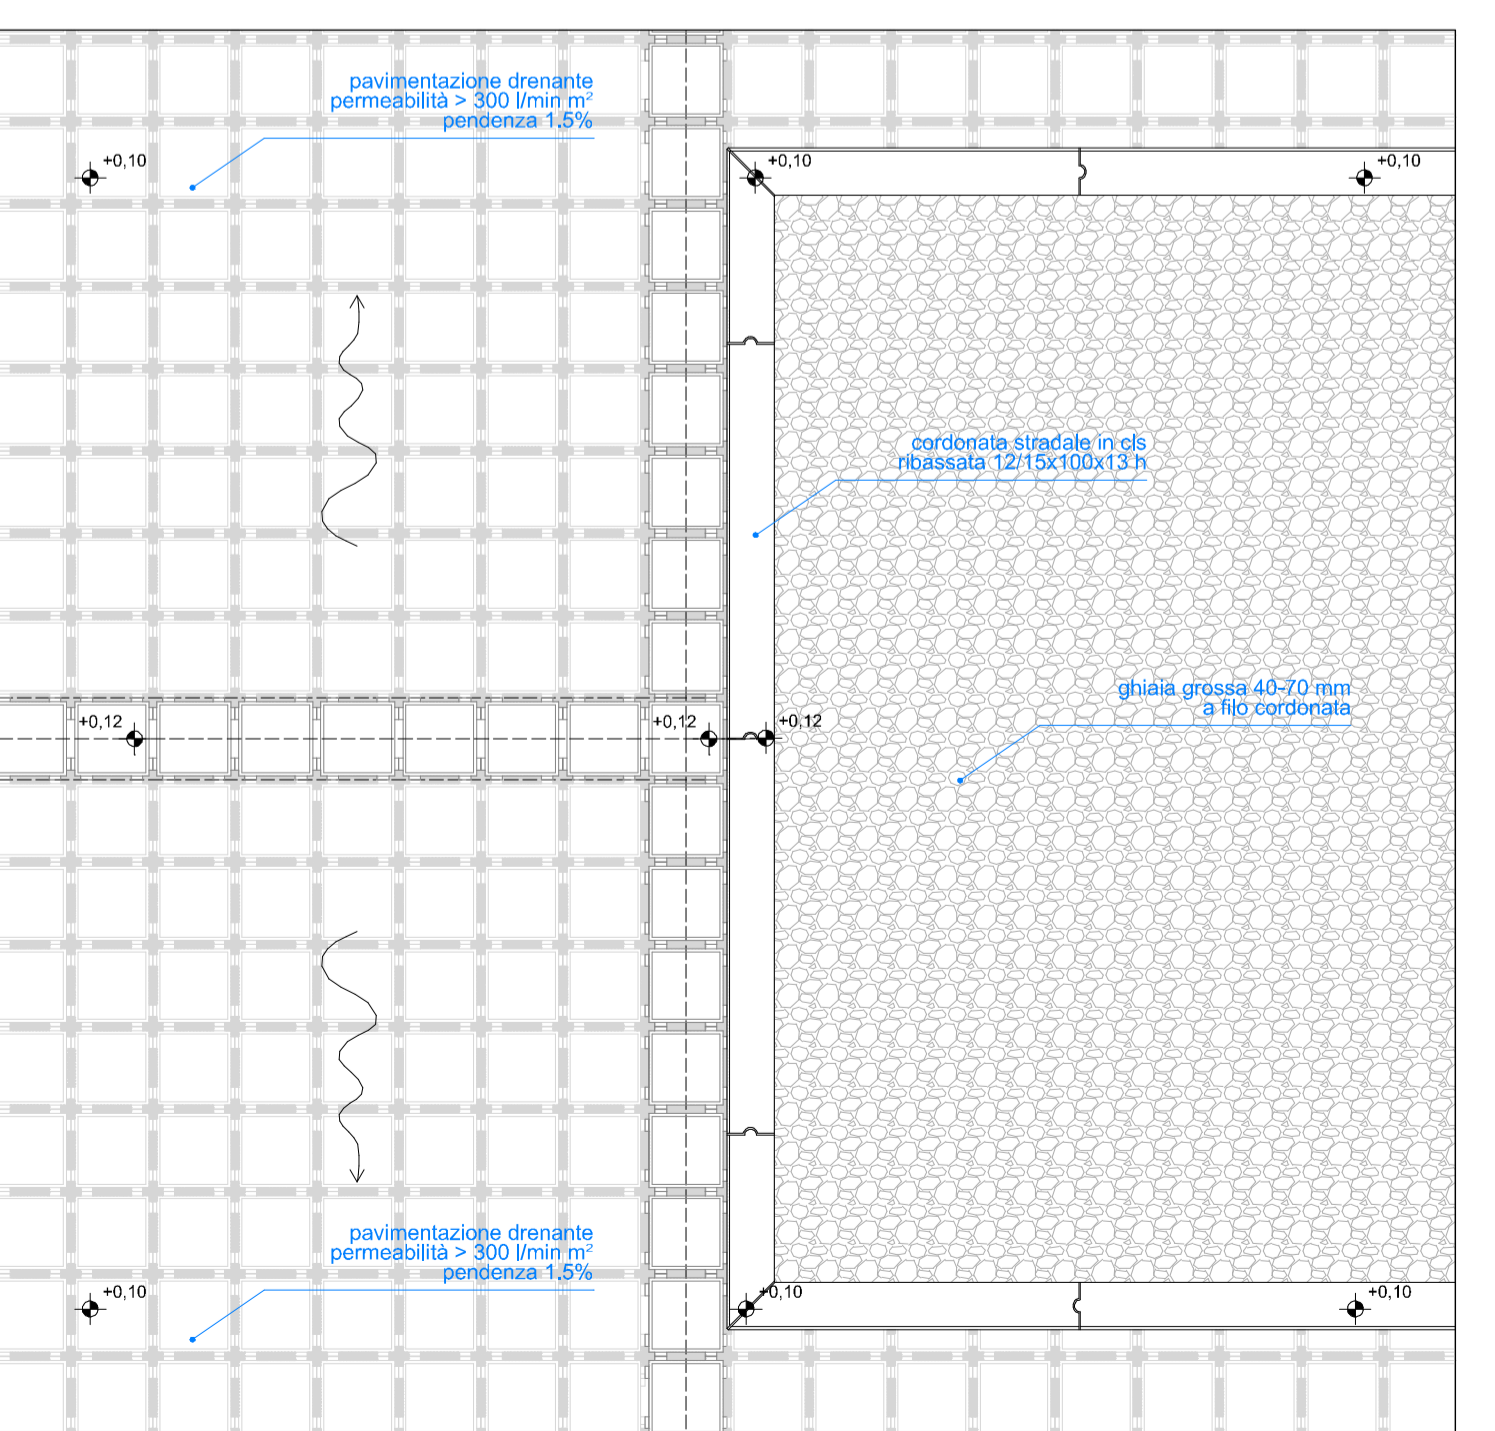 pavimentazione drenante
permeabilità > 300 l/min m²
pendenza 1.5%
+0,10
+0,10
+0,10
cordonata stradale in cls
ribassata 12/15x100x13 h
ghiaia grossa 40-70 mm
a filo cordonata
+0,12
+0,12
+0,12
pavimentazione drenante
permeabilità > 300 l/min m²
pendenza 1.5%
+0,10
+0,10
+0,10